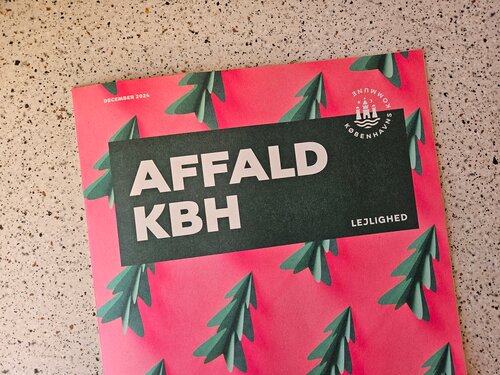 DECEMBER 2024
KØBENHAVNS KOMMUNE
AFFALD
KBH
LEJLIGHED